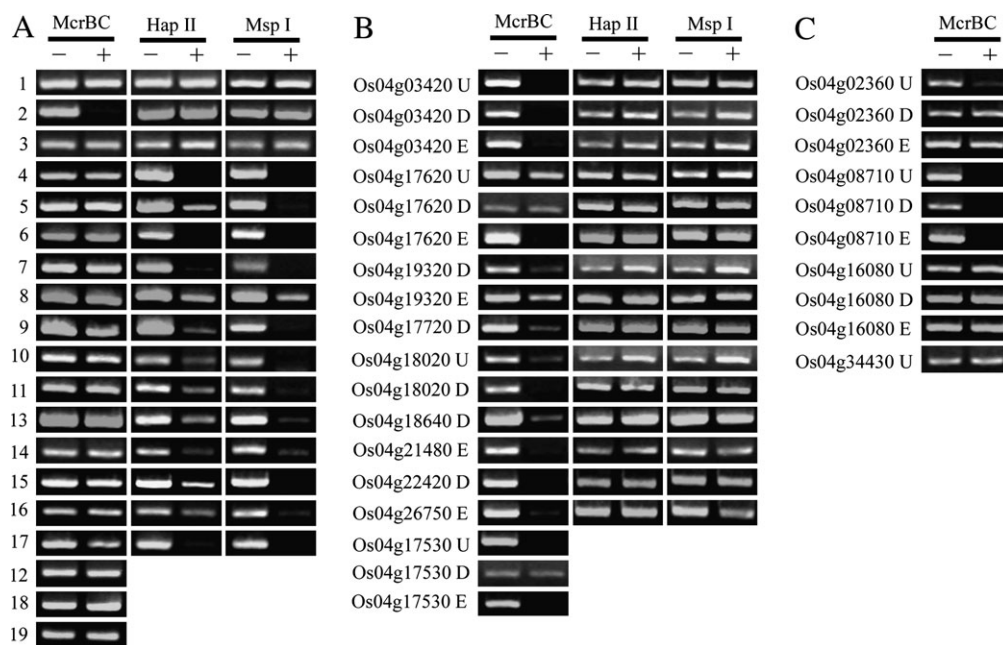 A McrBC Hap II Msp I
− + − + − +
1
2
3
4
5
6
7
8
9
10
11
13
14
15
16
17
12
18
19
B McrBC Hap II Msp I
− + − + − +
Os04g03420 U
Os04g03420 D
Os04g03420 E
Os04g17620 U
Os04g17620 D
Os04g17620 E
Os04g19320 D
Os04g19320 E
Os04g17720 D
Os04g18020 U
Os04g18020 D
Os04g18640 D
Os04g21480 E
Os04g22420 D
Os04g26750 E
Os04g17530 U
Os04g17530 D
Os04g17530 E
C McrBC
− +
Os04g02360 U
Os04g02360 D
Os04g02360 E
Os04g08710 U
Os04g08710 D
Os04g08710 E
Os04g16080 U
Os04g16080 D
Os04g16080 E
Os04g34430 U